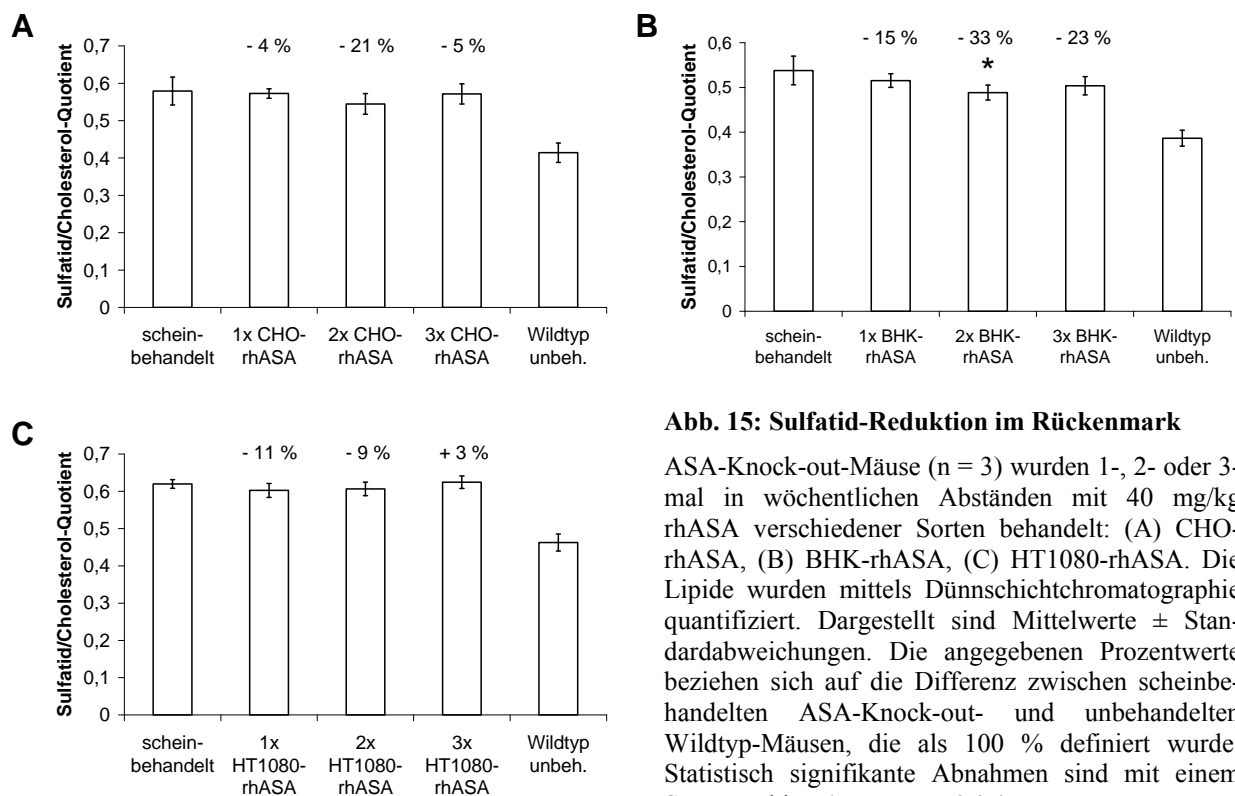 A
Sulfatid/Cholesterol-Quotient
0,7
0,6
0,5
0,4
0,3
0,2
0,1
0
- 4 %
- 21 %
- 5 %
schein-
behandelt
1x CHO-
rhASA
2x CHO-
rhASA
3x CHO-
rhASA
Wildtyp
unbeh.
B
Sulfatid/Cholesterol-Quotient
0,6
0,5
0,4
0,3
0,2
0,1
0
- 15 %
- 33 %
*
- 23 %
schein-
behandelt
1x BHK-
rhASA
2x BHK-
rhASA
3x BHK-
rhASA
Wildtyp
unbeh.
C
Sulfatid/Cholesterol-Quotient
0,7
0,6
0,5
0,4
0,3
0,2
0,1
0
- 11 %
- 9 %
+ 3 %
schein-
behandelt
1x
HT1080-
rhASA
2x
HT1080-
rhASA
3x
HT1080-
rhASA
Wildtyp
unbeh.
Abb. 15: Sulfatid-Reduktion im Rückenmark
ASA-Knock-out-Mäuse (n = 3) wurden 1-, 2- oder 3-
mal in wöchentlichen Abständen mit 40 mg/kg
rhASA verschiedener Sorten behandelt: (A) CHO-
rhASA, (B) BHK-rhASA, (C) HT1080-rhASA. Die
Lipide wurden mittels Dünnschichtchromatographie
quantifiziert. Dargestellt sind Mittelwerte ± Stan-
dardabweichungen. Die angegebenen Prozentwerte
beziehen sich auf die Differenz zwischen scheinbe-
handelten ASA-Knock-out- und unbehandelten
Wildtyp-Mäusen, die als 100 % definiert wurde.
Statistisch signifikante Abnahmen sind mit einem